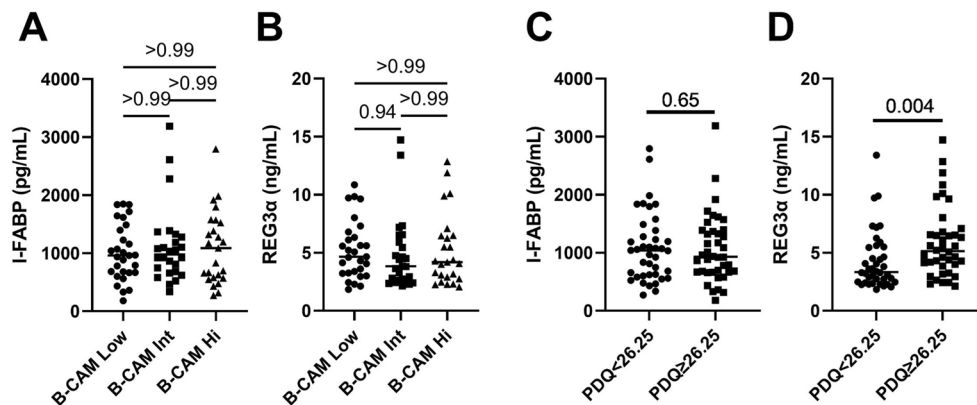 A
>0.99
>0.99
>0.99
I-FABP (pg/mL)
4000
3000
2000
1000
0
B-CAM Low
B-CAM Int
B-CAM Hi
B
>0.99
0.94
>0.99
REG3α (ng/mL)
20
15
10
5
0
B-CAM Low
B-CAM Int
B-CAM Hi
C
0.65
I-FABP (pg/mL)
4000
3000
2000
1000
0
PDQ<26.25
PDQ≥26.25
D
0.004
REG3α (ng/mL)
20
15
10
5
0
PDQ<26.25
PDQ≥26.25